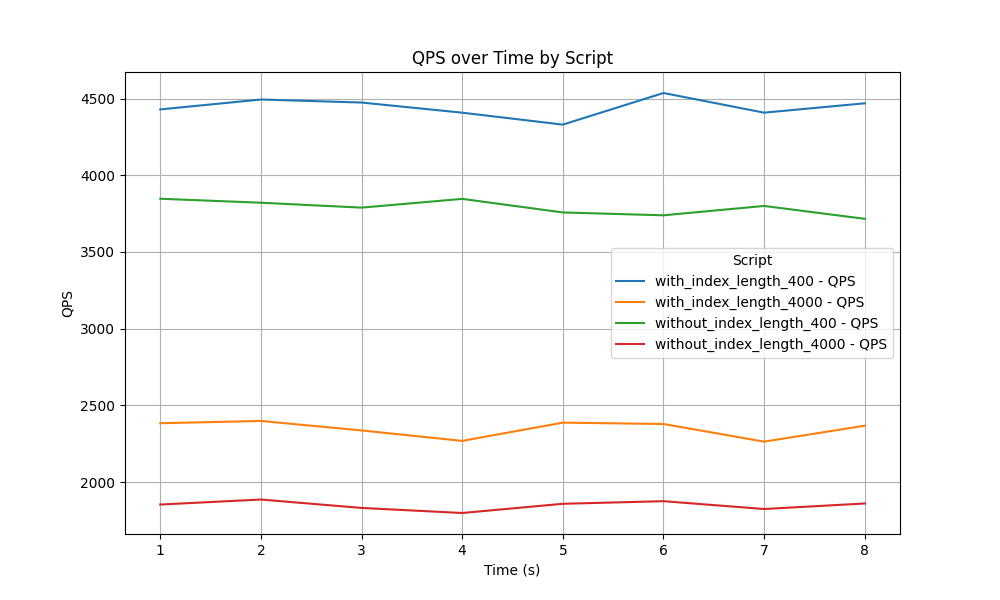 QPS over Time by Script
4500
4000
3500
3000
2500
2000
QPS
Script
with_index_length_400 - QPS
with_index_length_4000 - QPS
without_index_length_400 - QPS
without_index_length_4000 - QPS
1 2 3 4 5 6 7 8
Time (s)